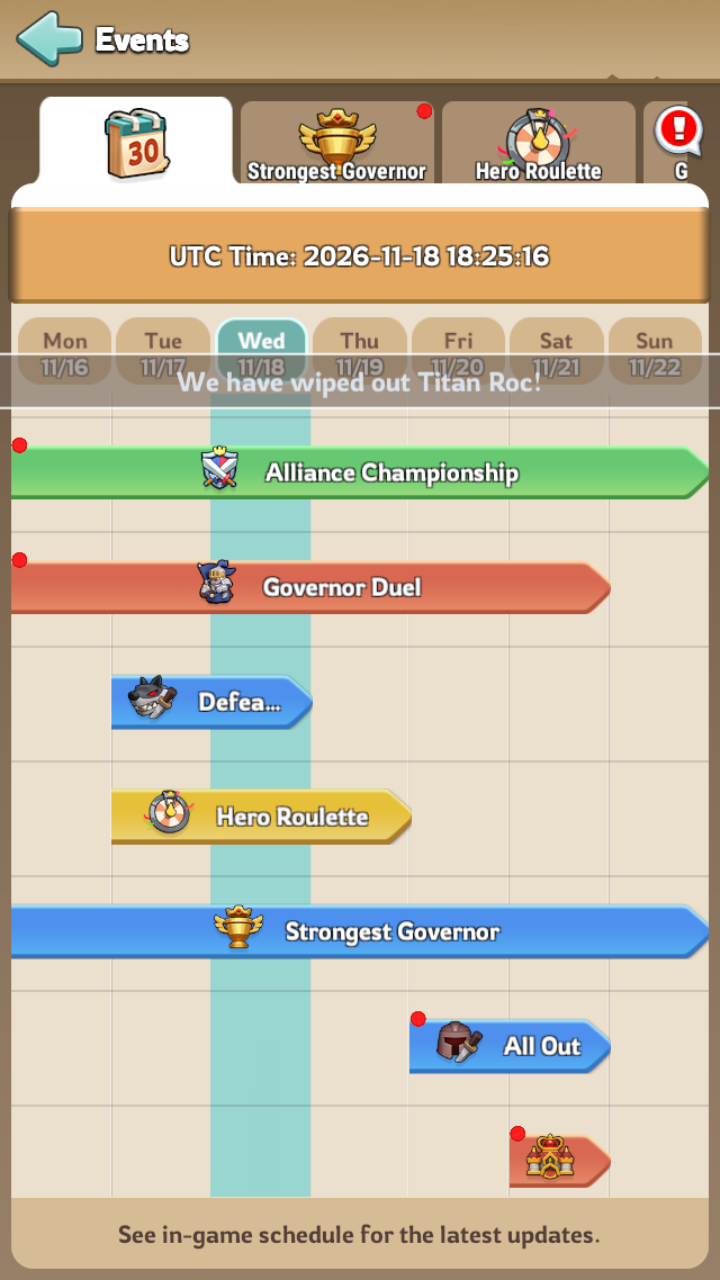 Events
30
Strongest Governor
Hero Roulette
G
UTC Time: 2026-11-18 18:25:16
Mon Tue Wed Thu Fri Sat Sun
11/16 11/17 11/18 11/19 11/20 11/21 11/22
We have wiped out Titan Roc!
Alliance Championship
Governor Duel
Defea...
Hero Roulette
Strongest Governor
All Out
See in-game schedule for the latest updates.